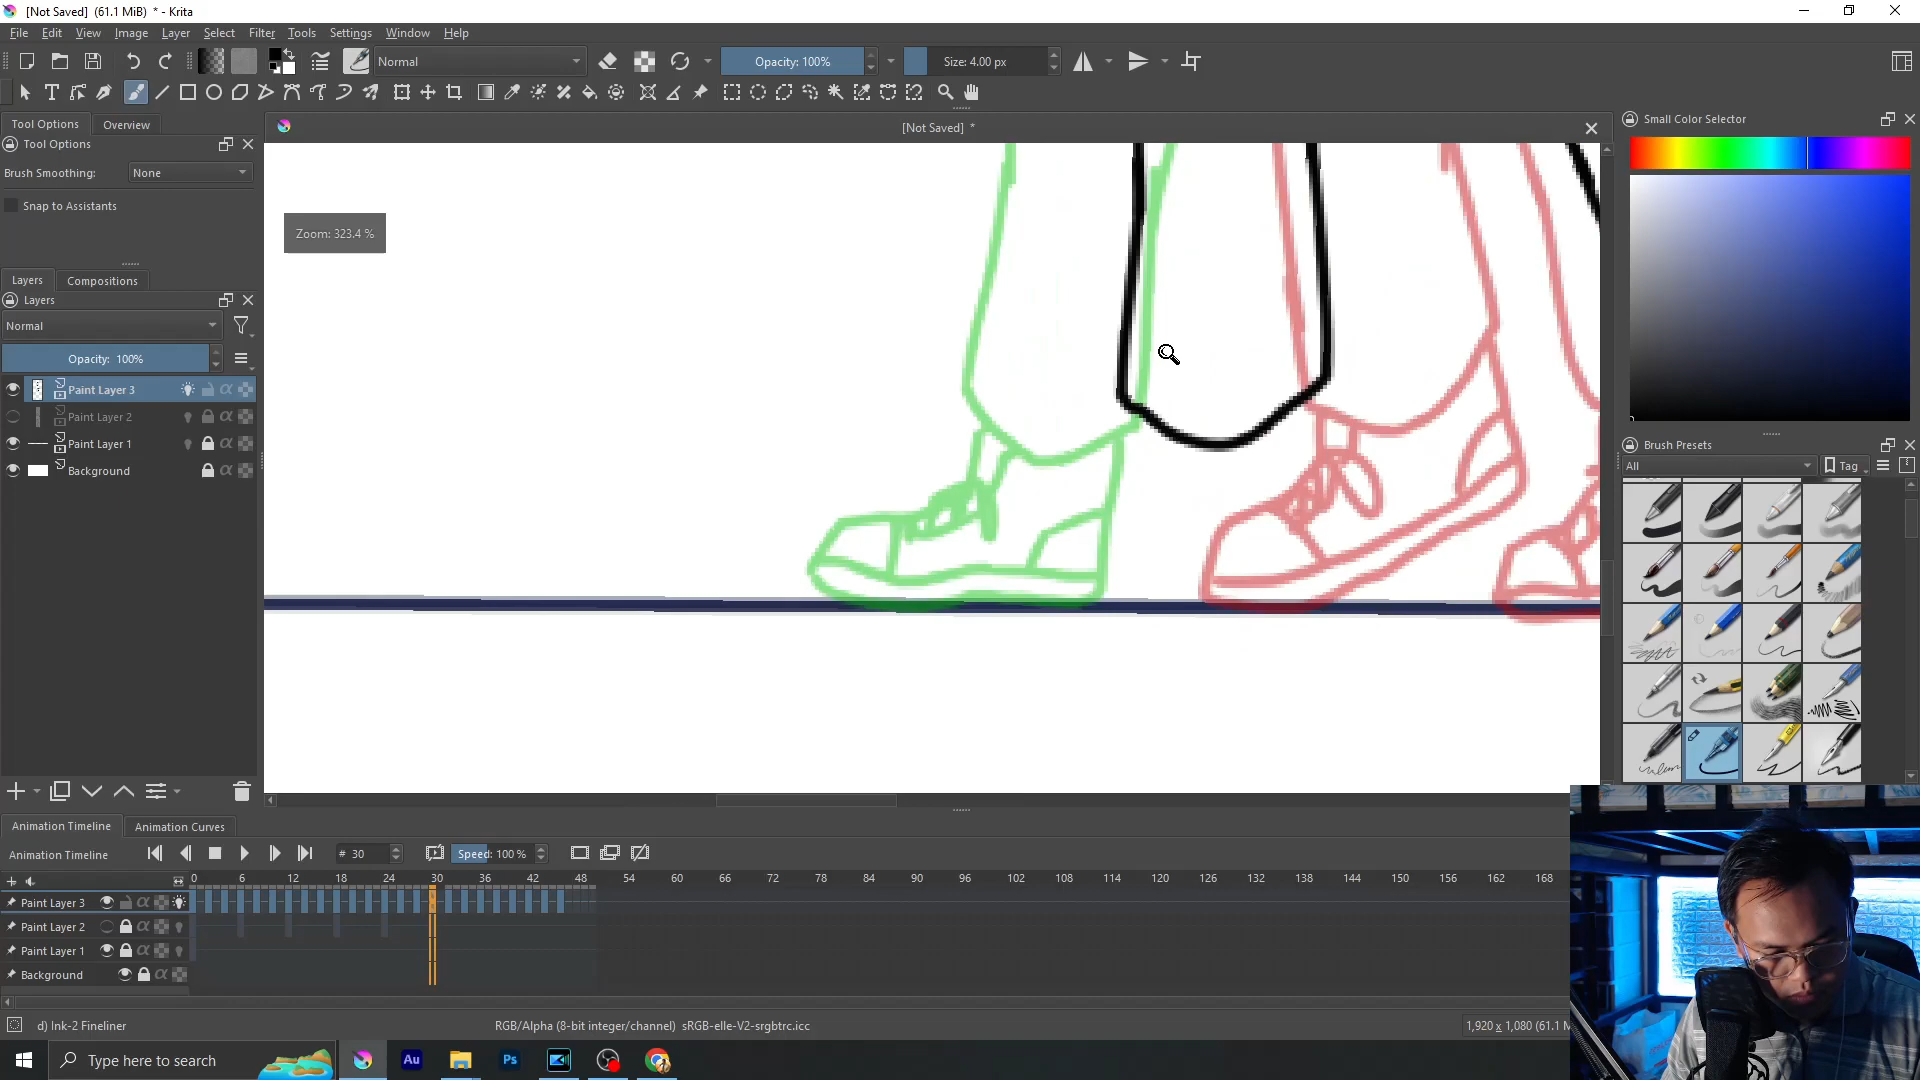 [Not Saved] (61.1 MiB) * - Krita
File Edit View Image Layer Select Filter Tools Settings Window Help
Normal
Opacity: 100%
Size: 4.00 px
Tool Options Overview
[Not Saved] *
Small Color Selector
Tool Options
Brush Smoothing: None
Snap to Assistants
Zoom: 323.4 %
Layers Compositions
Layers
Normal
Opacity: 100%
Paint Layer 3
Paint Layer 2
Paint Layer 1
Background
Brush Presets
All
Tag
Animation Timeline Animation Curves
Animation Timeline
# 30
Speed: 100 %
0 6 12 18 24 30 36 42 48 54 60 66 72 78 84 90 96 102 108 114 120 126 132 138 144 150 156 162 168
Paint Layer 3
Paint Layer 2
Paint Layer 1
Background
d) Ink-2 Fineliner
RGB/Alpha (8-bit integer/channel) sRGB-elle-V2-srgbtrc.icc
1,920 x 1,080 (61.1 M
Type here to search
Au
Ps